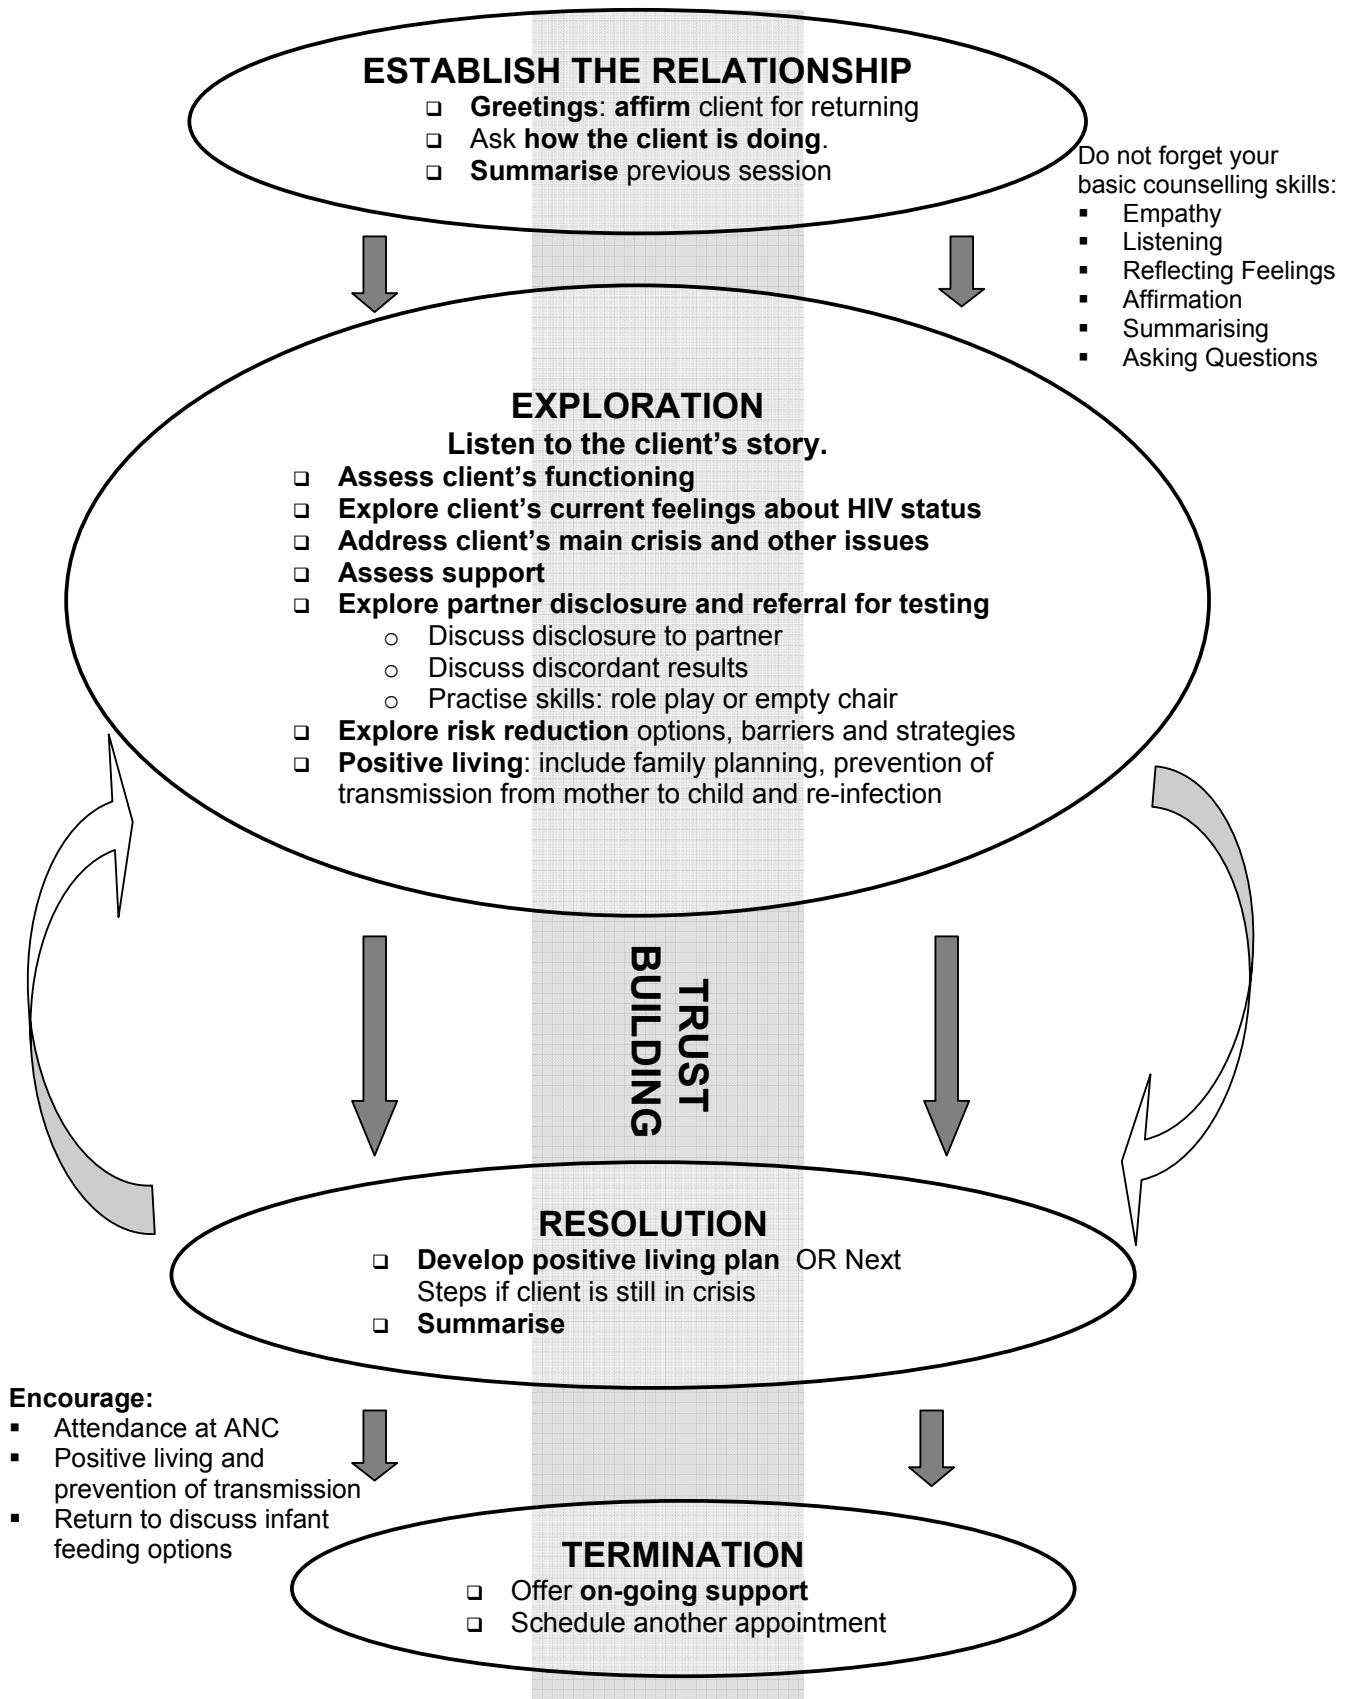 ESTABLISH THE RELATIONSHIP
❑ Greetings: affirm client for returning
❑ Ask how the client is doing.
❑ Summarise previous session
Do not forget your
basic counselling skills:
▪ Empathy
▪ Listening
▪ Reflecting Feelings
▪ Affirmation
▪ Summarising
▪ Asking Questions
EXPLORATION
Listen to the client’s story.
❑ Assess client’s functioning
❑ Explore client’s current feelings about HIV status
❑ Address client’s main crisis and other issues
❑ Assess support
❑ Explore partner disclosure and referral for testing
o Discuss disclosure to partner
o Discuss discordant results
o Practise skills: role play or empty chair
❑ Explore risk reduction options, barriers and strategies
❑ Positive living: include family planning, prevention of
transmission from mother to child and re-infection
TRUST
BUILDING
RESOLUTION
❑ Develop positive living plan OR Next
Steps if client is still in crisis
❑ Summarise
Encourage:
▪ Attendance at ANC
▪ Positive living and
prevention of transmission
▪ Return to discuss infant
feeding options
TERMINATION
❑ Offer on-going support
❑ Schedule another appointment